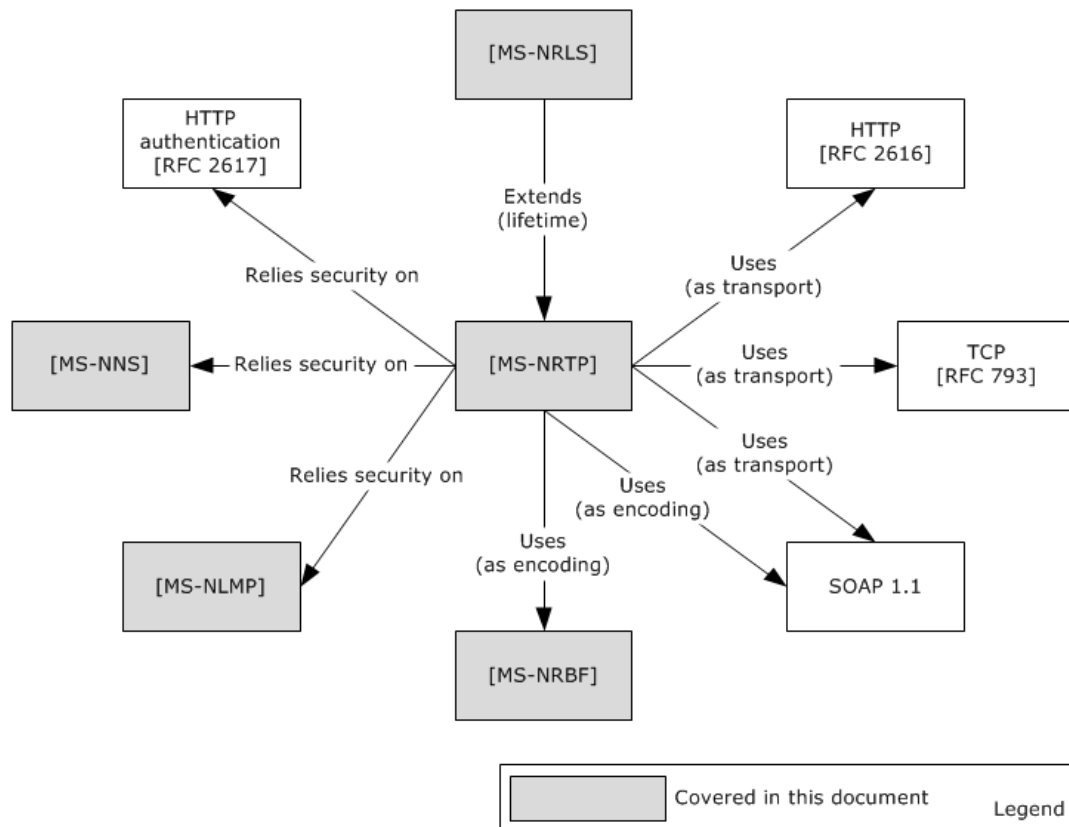 [MS-NRLS]
HTTP
authentication
[RFC 2617]
HTTP
[RFC 2616]
Extends
(lifetime)
Relies security on
Uses
(as transport)
[MS-NNS]
Relies security on
[MS-NRTP]
Uses
(as transport)
TCP
[RFC 793]
Relies security on
Uses
(as transport)
Uses
(as encoding)
Uses
(as encoding)
[MS-NLMP]
SOAP 1.1
[MS-NRBF]
Covered in this document
Legend